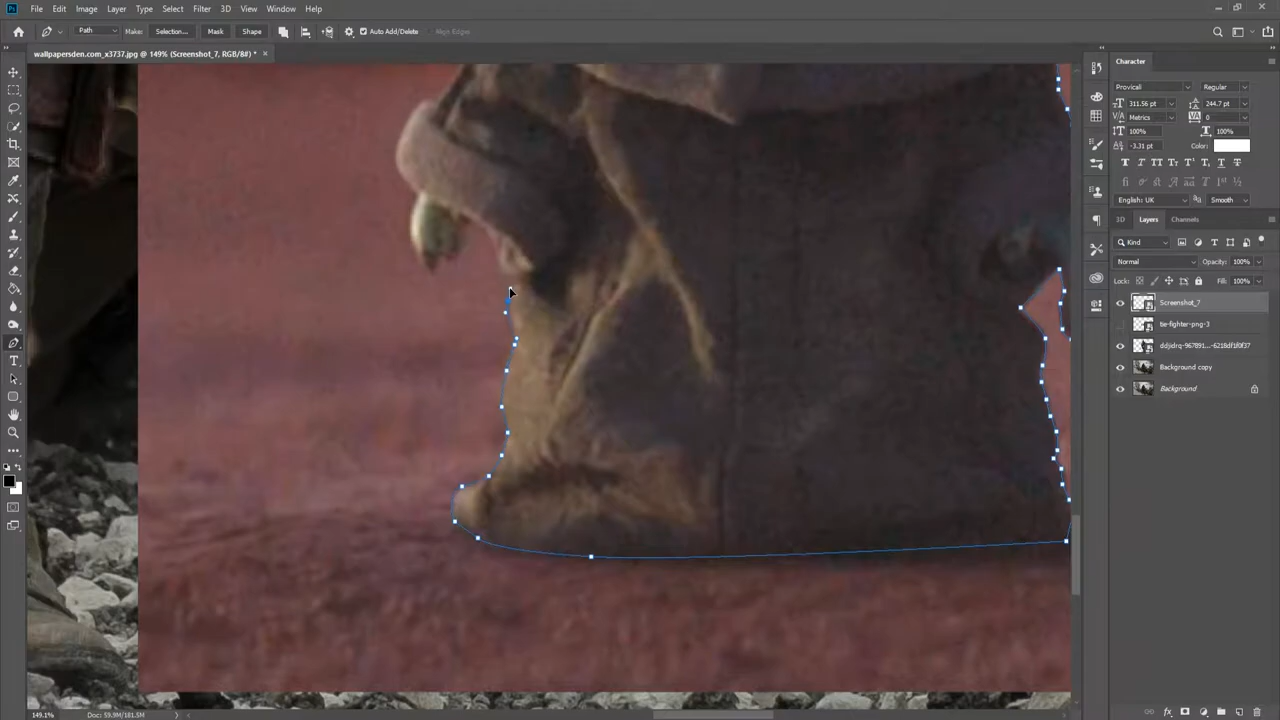 Ps File Edit Image Layer Type Select Filter 3D View Window Help
Path Make: Selection... Mask Shape Auto Add/Delete Align Edges
wallpapersden.com_x3737.jpg @ 149% (Screenshot_7, RGB/8#) * ×
Character
Provical Regular
311.56 pt 244.7 pt
Metrics 0
100% 100%
-3.31 pt Color:
English: UK Smooth
3D Layers Channels
Kind
Normal Opacity: 100%
Lock: Fill: 100%
Screenshot_7
tie-fighter-png-3
ddjidrq-967891...-6218df1f0f37
Background copy
Background
149.1% Doc: 59.9M/181.5M